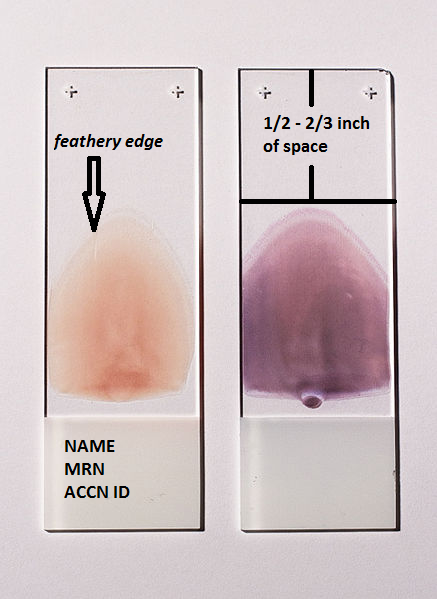 feathery edge
1/2 - 2/3 inch
of space
NAME
MRN
ACCN ID